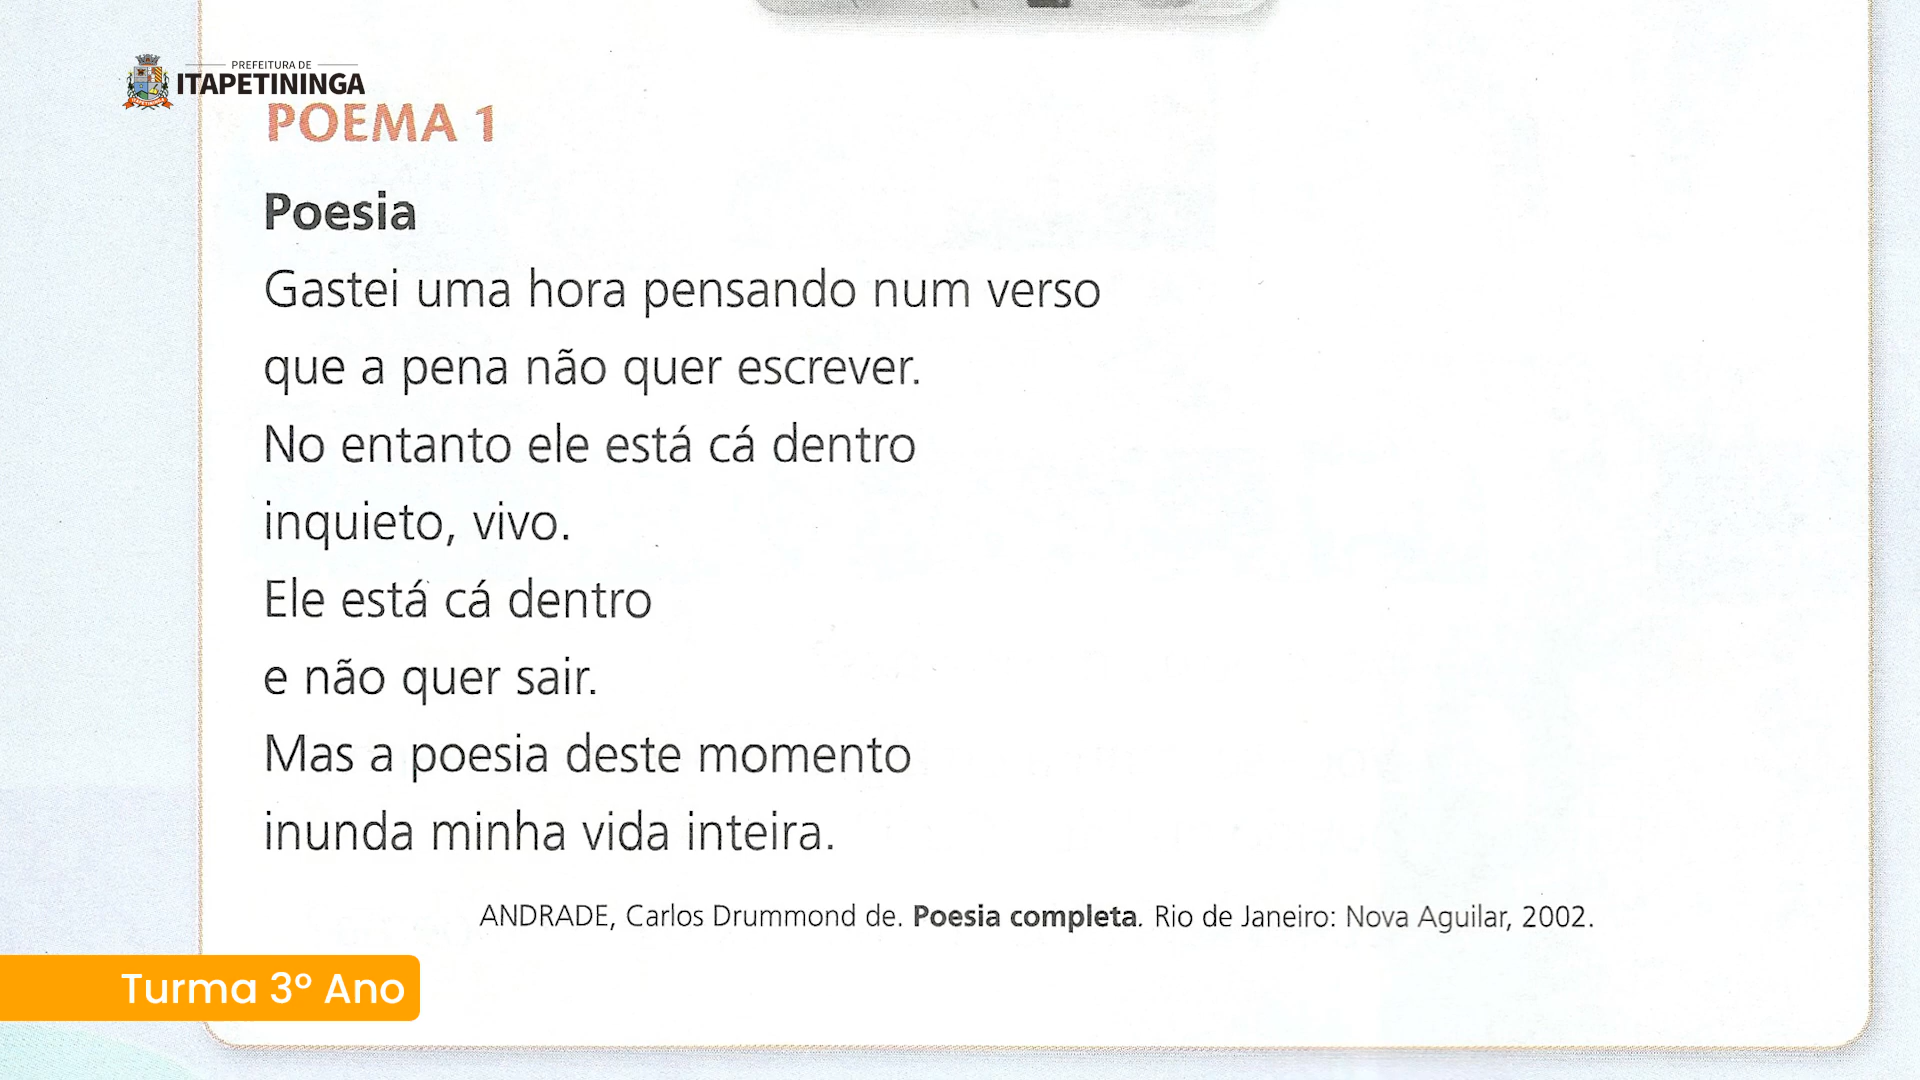 PREFEITURA DE
ITAPETININGA
POEMA 1
Poesia
Gastei uma hora pensando num verso
que a pena não quer escrever.
No entanto ele está cá dentro
inquieto, vivo.
Ele está cá dentro
e não quer sair.
Mas a poesia deste momento
inunda minha vida inteira.
ANDRADE, Carlos Drummond de. Poesia completa. Rio de Janeiro: Nova Aguilar, 2002.
Turma 3º Ano